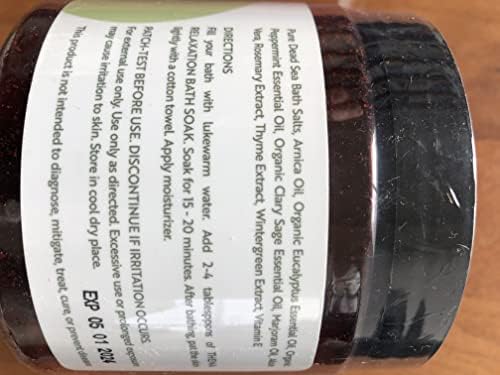 Pure Dead Sea Bath Salts, Arnica Oil, Organic Eucalyptus Essential Oil,
Peppermint Essential Oil, Organic Clary Sage Essential Oil, Marjoram Oil,
Vera, Rosemary Extract, Thyme Extract, Wintergreen Extract, Vitamin E
DIRECTIONS
Fill your bath with lukewarm water. Add 2-4 tablespoons of
RELAXATION BATH SOAK. Soak for 15 - 20 minutes. After bathing, pat the skin
lightly with a cotton towel. Apply moisturizer.
PATCH-TEST BEFORE USE. DISCONTINUE IF IRRITATION OCCURS
For external use only. Use only as directed. Excessive use or prolonged
may cause irritation to skin. Store in cool dry place.
This product is not intended to diagnose, mitigate, treat, cure, or prevent
EXP 05 01 2024